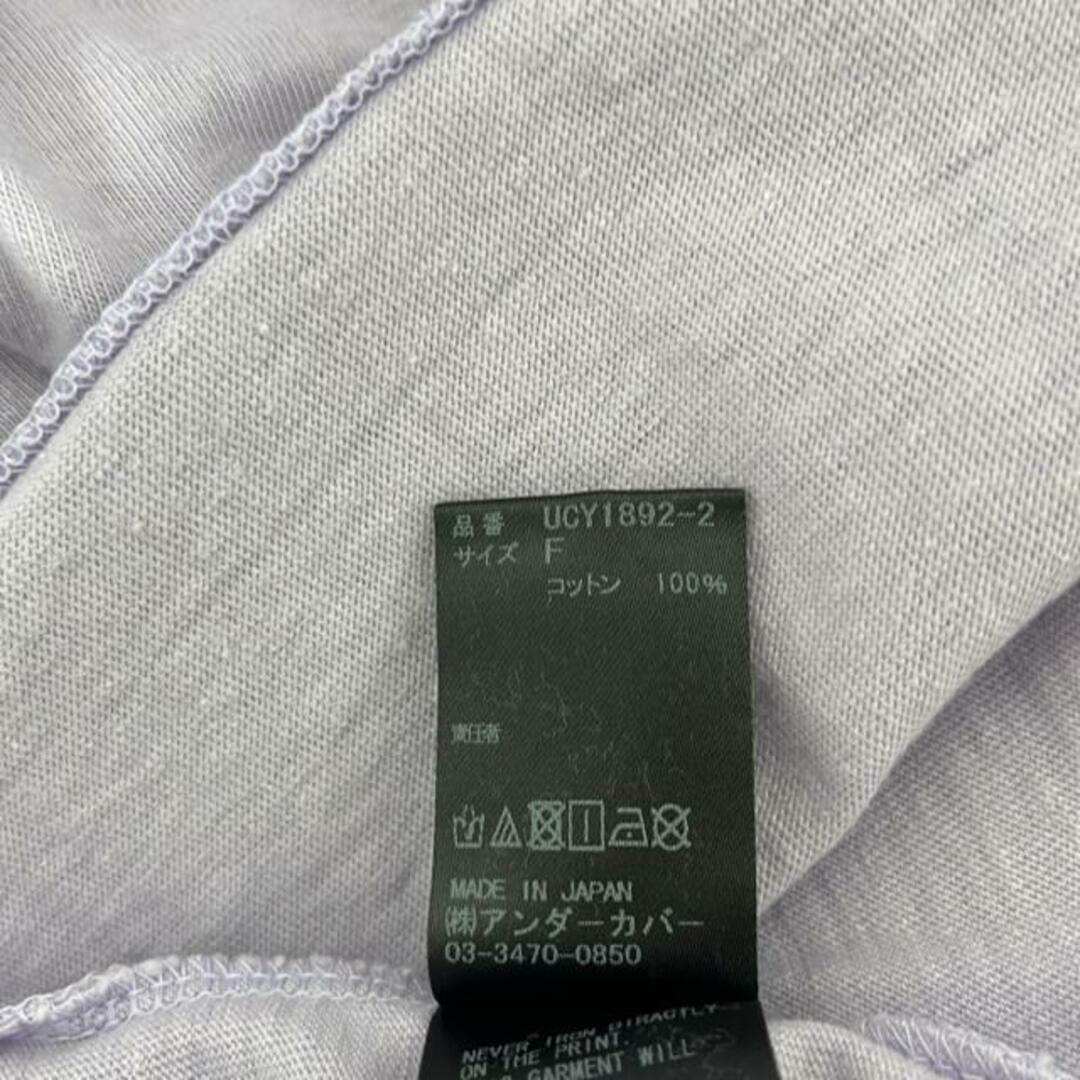 品番 UCY1892-2
サイズ F
コットン 100%
責任者
MADE IN JAPAN
㈱アンダーカバー
03-3470-0850
NEVER IRON DIRACTLY
ON THE PRINT.
GARMENT WILL